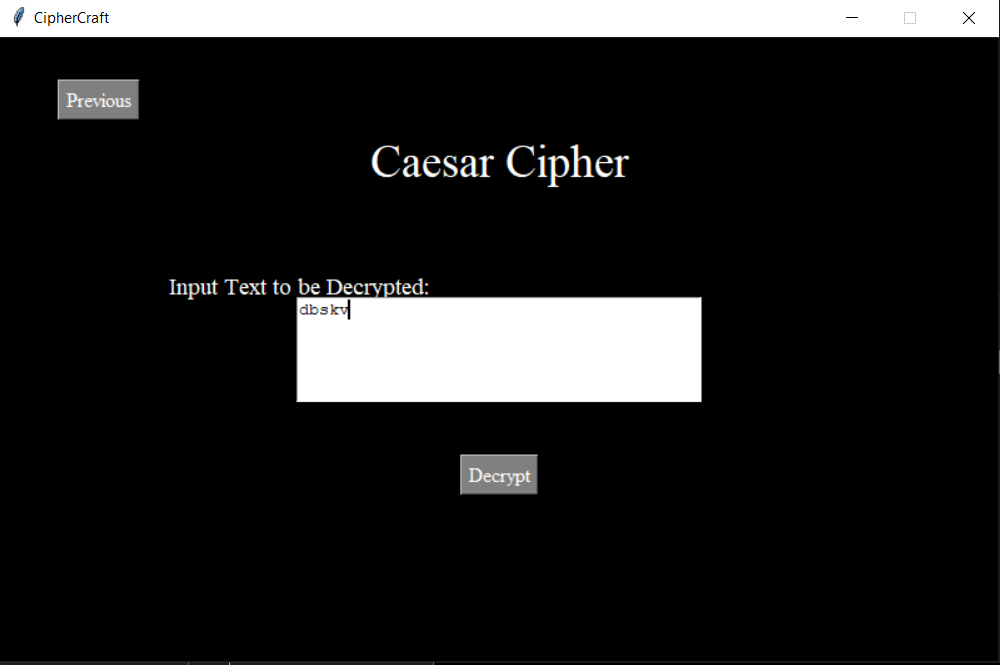 CipherCraft
Previous
Caesar Cipher
Input Text to be Decrypted:
dbskv
Decrypt